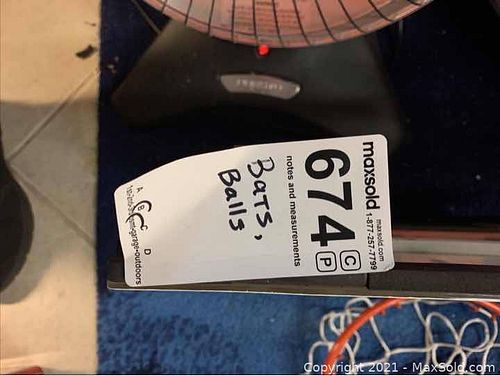 maxsold
maxsold.com
1-877-257-7799
674
C
P
notes and measurements
Bats,
Balls
A B C D
Copyright © 2021 - MaxSold.com